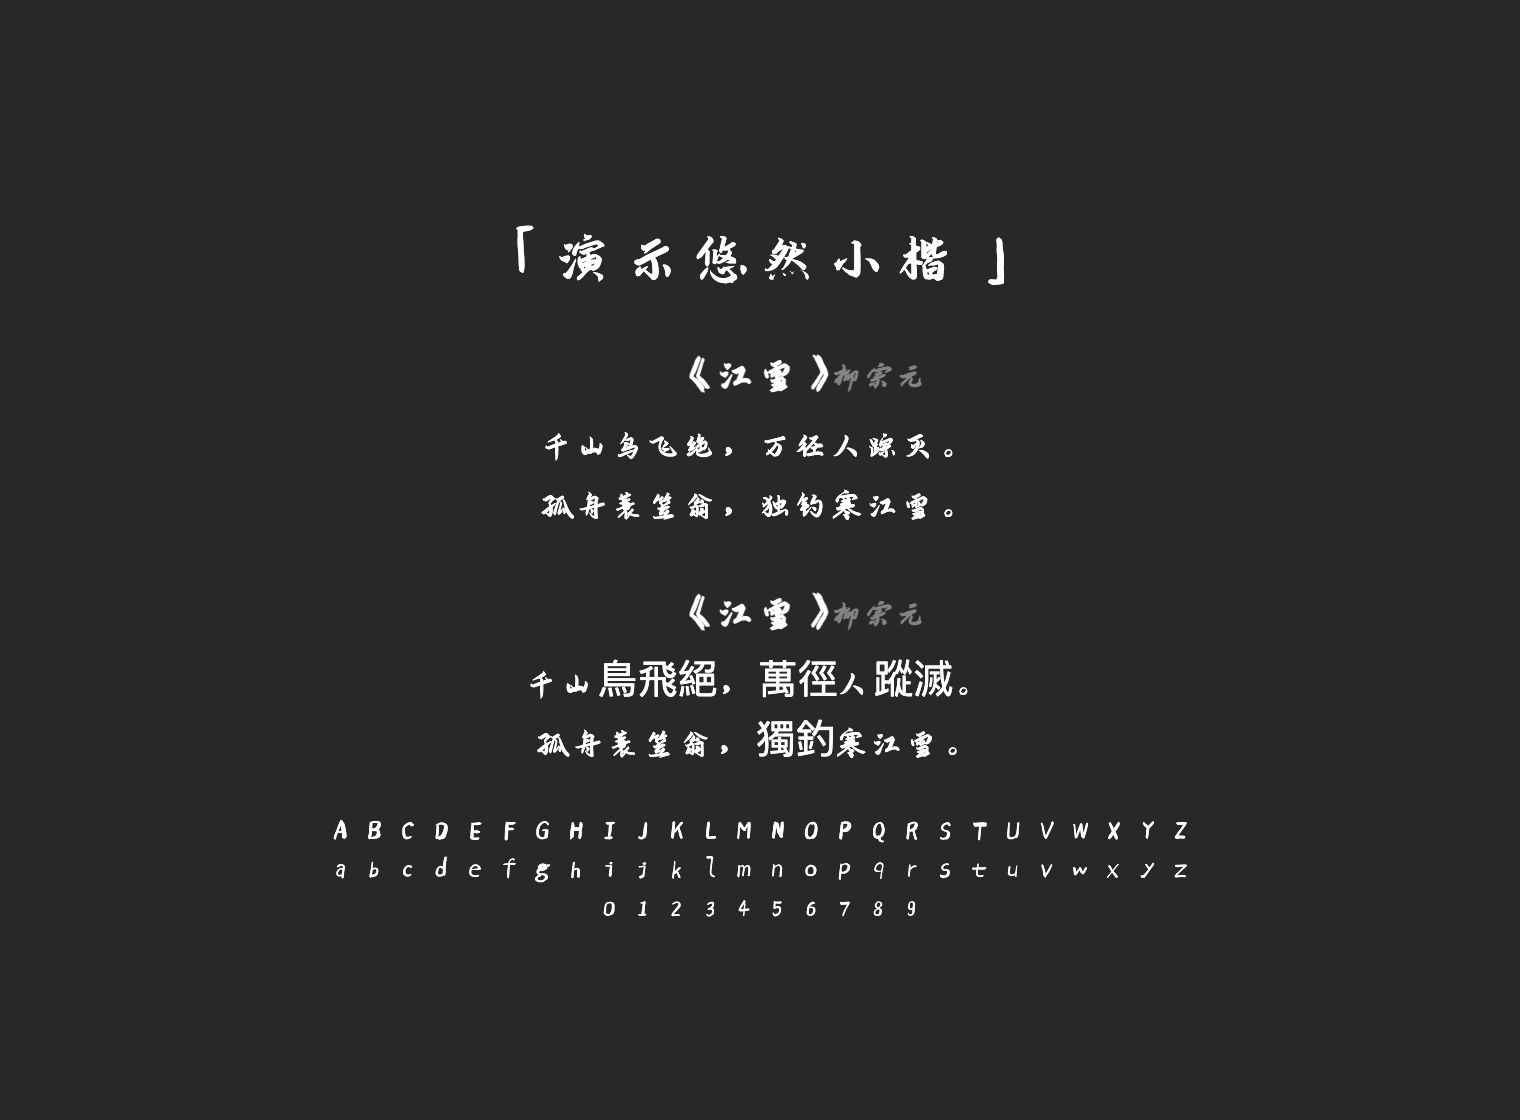 「演示悠然小楷」
《江雪》柳宗元
千山鸟飞绝，万径人踪灭。
孤舟蓑笠翁，独钓寒江雪。
《江雪》柳宗元
千山鳥飛絕，萬徑人蹤滅。
孤舟蓑笠翁，獨釣寒江雪。
A B C D E F G H I J K L M N O P Q R S T U V W X Y Z
a b c d e f g h i j k l m n o p q r s t u v w x y z
0 1 2 3 4 5 6 7 8 9